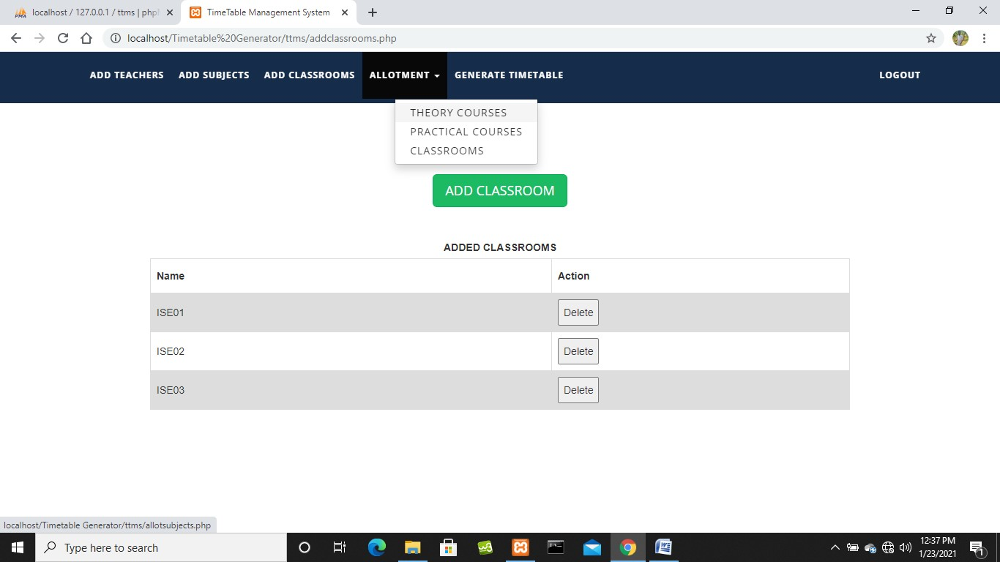 localhost / 127.0.0.1 / ttms | php
TimeTable Management System
localhost/Timetable%20Generator/ttms/addclassrooms.php
ADD TEACHERS ADD SUBJECTS ADD CLASSROOMS ALLOTMENT GENERATE TIMETABLE LOGOUT
THEORY COURSES
PRACTICAL COURSES
CLASSROOMS
ADD CLASSROOM
ADDED CLASSROOMS
Name Action
ISE01 Delete
ISE02 Delete
ISE03 Delete
localhost/Timetable Generator/ttms/allotsubjects.php
Type here to search
12:37 PM
1/23/2021
1